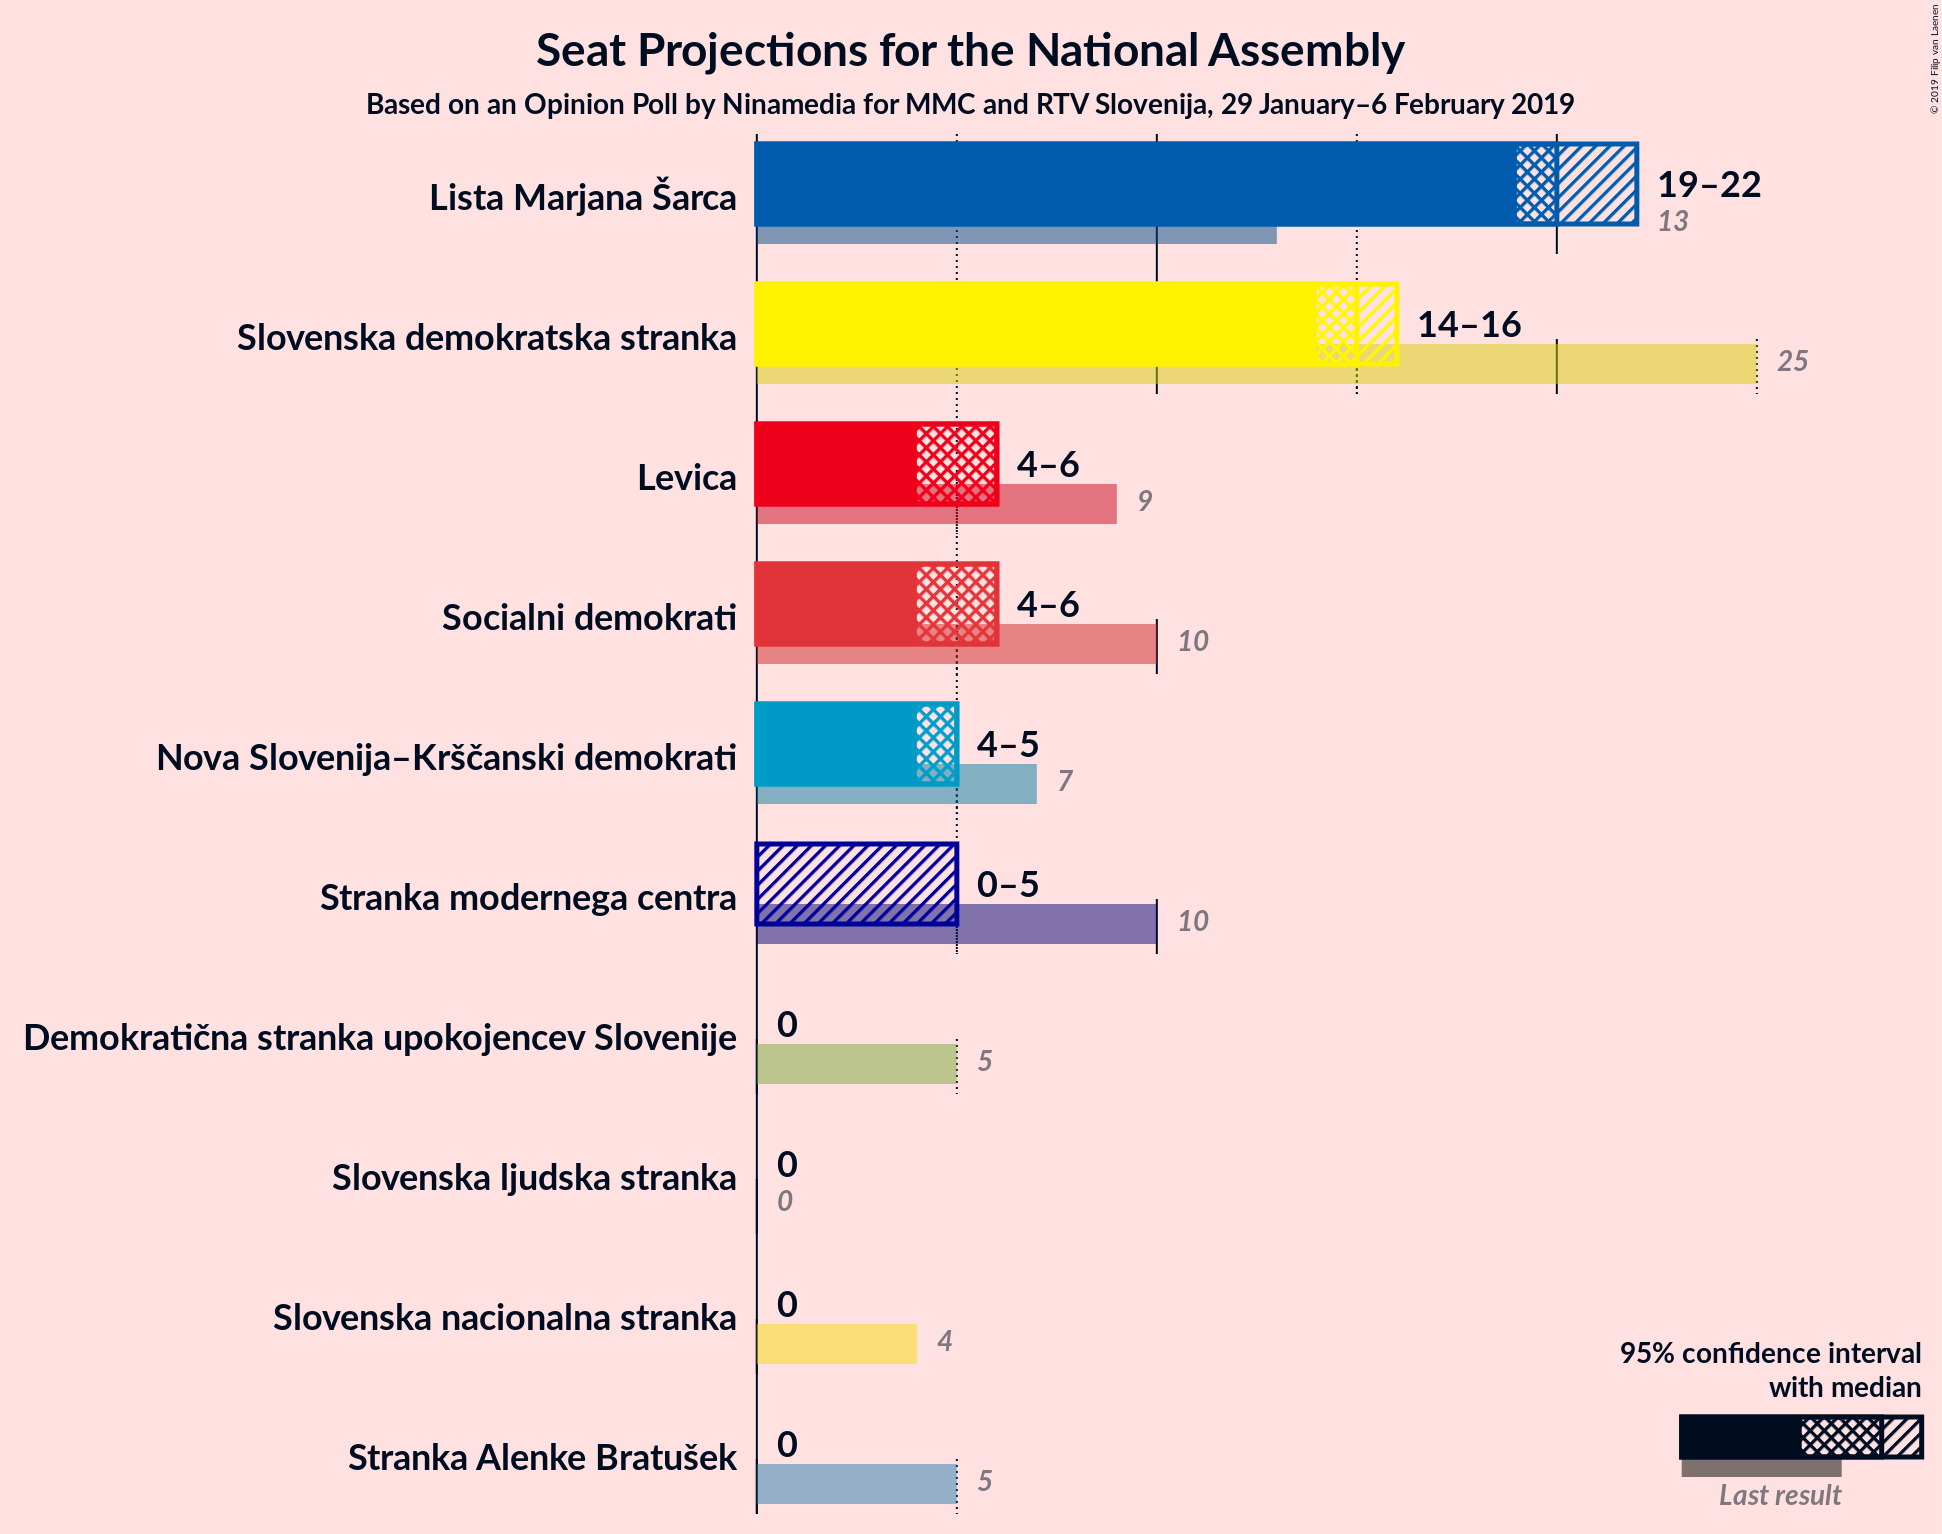 Seat Projections for the National Assembly
Based on an Opinion Poll by Ninamedia for MMC and RTV Slovenija, 29 January–6 February 2019
© 2019 Filip van Laenen
Lista Marjana Šarca
19–22
13
Slovenska demokratska stranka
14–16
25
Levica
4–6
9
Socialni demokrati
4–6
10
Nova Slovenija–Krščanski demokrati
4–5
7
Stranka modernega centra
0–5
10
Demokratična stranka upokojencev Slovenije
0
5
Slovenska ljudska stranka
0
0
Slovenska nacionalna stranka
0
4
Stranka Alenke Bratušek
0
5
95% confidence interval
with median
Last result